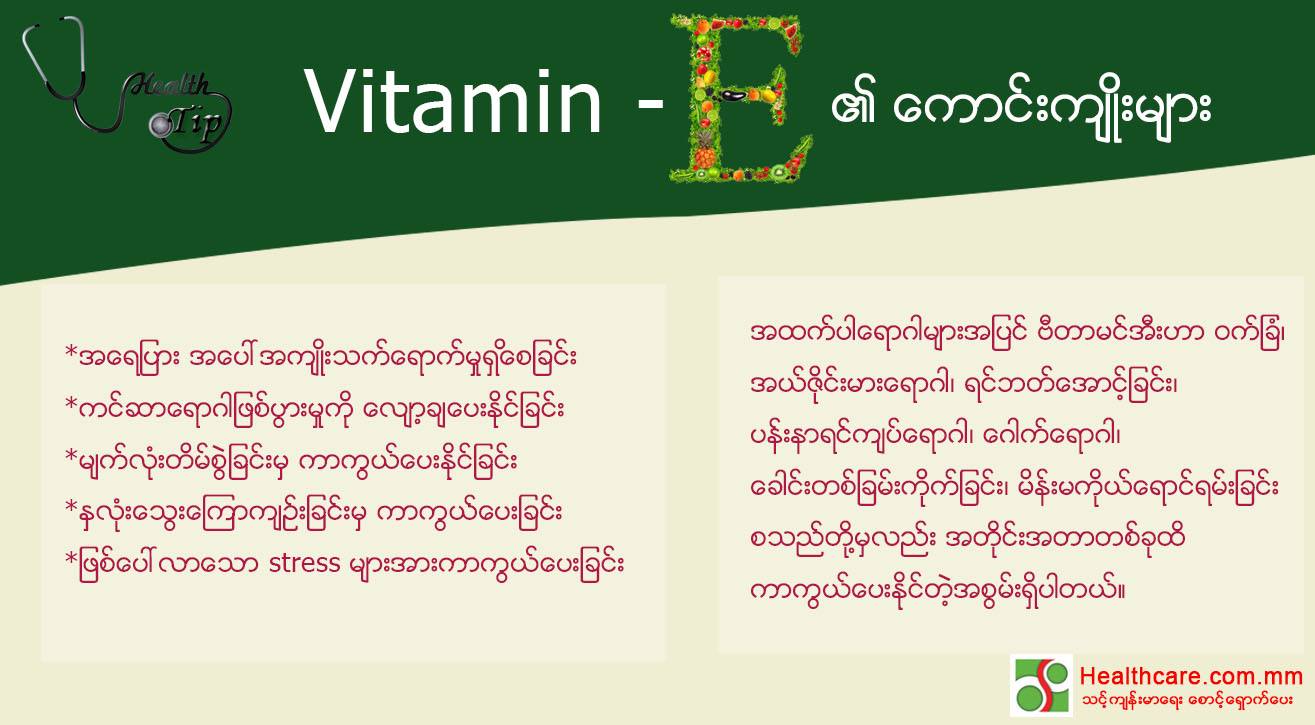 Health
Tip
Vitamin - E ၏ ကောင်းကျိုးများ
*အရေပြား အပေါ် အကျိုးသက်ရောက်မှုရှိစေခြင်း
*ကင်ဆာရောဂါဖြစ်ပွားမှုကို လျော့ချပေးနိုင်ခြင်း
*မျက်လုံးတိမ်စွဲခြင်းမှ ကာကွယ်ပေးနိုင်ခြင်း
*နှလုံးသွေးကြောကျဉ်းခြင်းမှ ကာကွယ်ပေးခြင်း
*ဖြစ်ပေါ်လာသော stress များအားကာကွယ်ပေးခြင်း
အထက်ပါရောဂါများအပြင် ဗီတာမင်အီးဟာ ဝက်ခြံ၊
အယ်ဇိုင်းမားရောဂါ၊ ရင်ဘတ်အောင့်ခြင်း၊
ပန်းနာရင်ကျပ်ရောဂါ၊ ဂေါက်ရောဂါ၊
ခေါင်းတစ်ခြမ်းကိုက်ခြင်း၊ မိန်းမကိုယ်ရောင်ရမ်းခြင်း
စသည်တို့မှလည်း အတိုင်းအတာတစ်ခုထိ
ကာကွယ်ပေးနိုင်တဲ့အစွမ်းရှိပါတယ်။
Healthcare.com.mm
သင့်ကျန်းမာရေး စောင့်ရှောက်ပေး